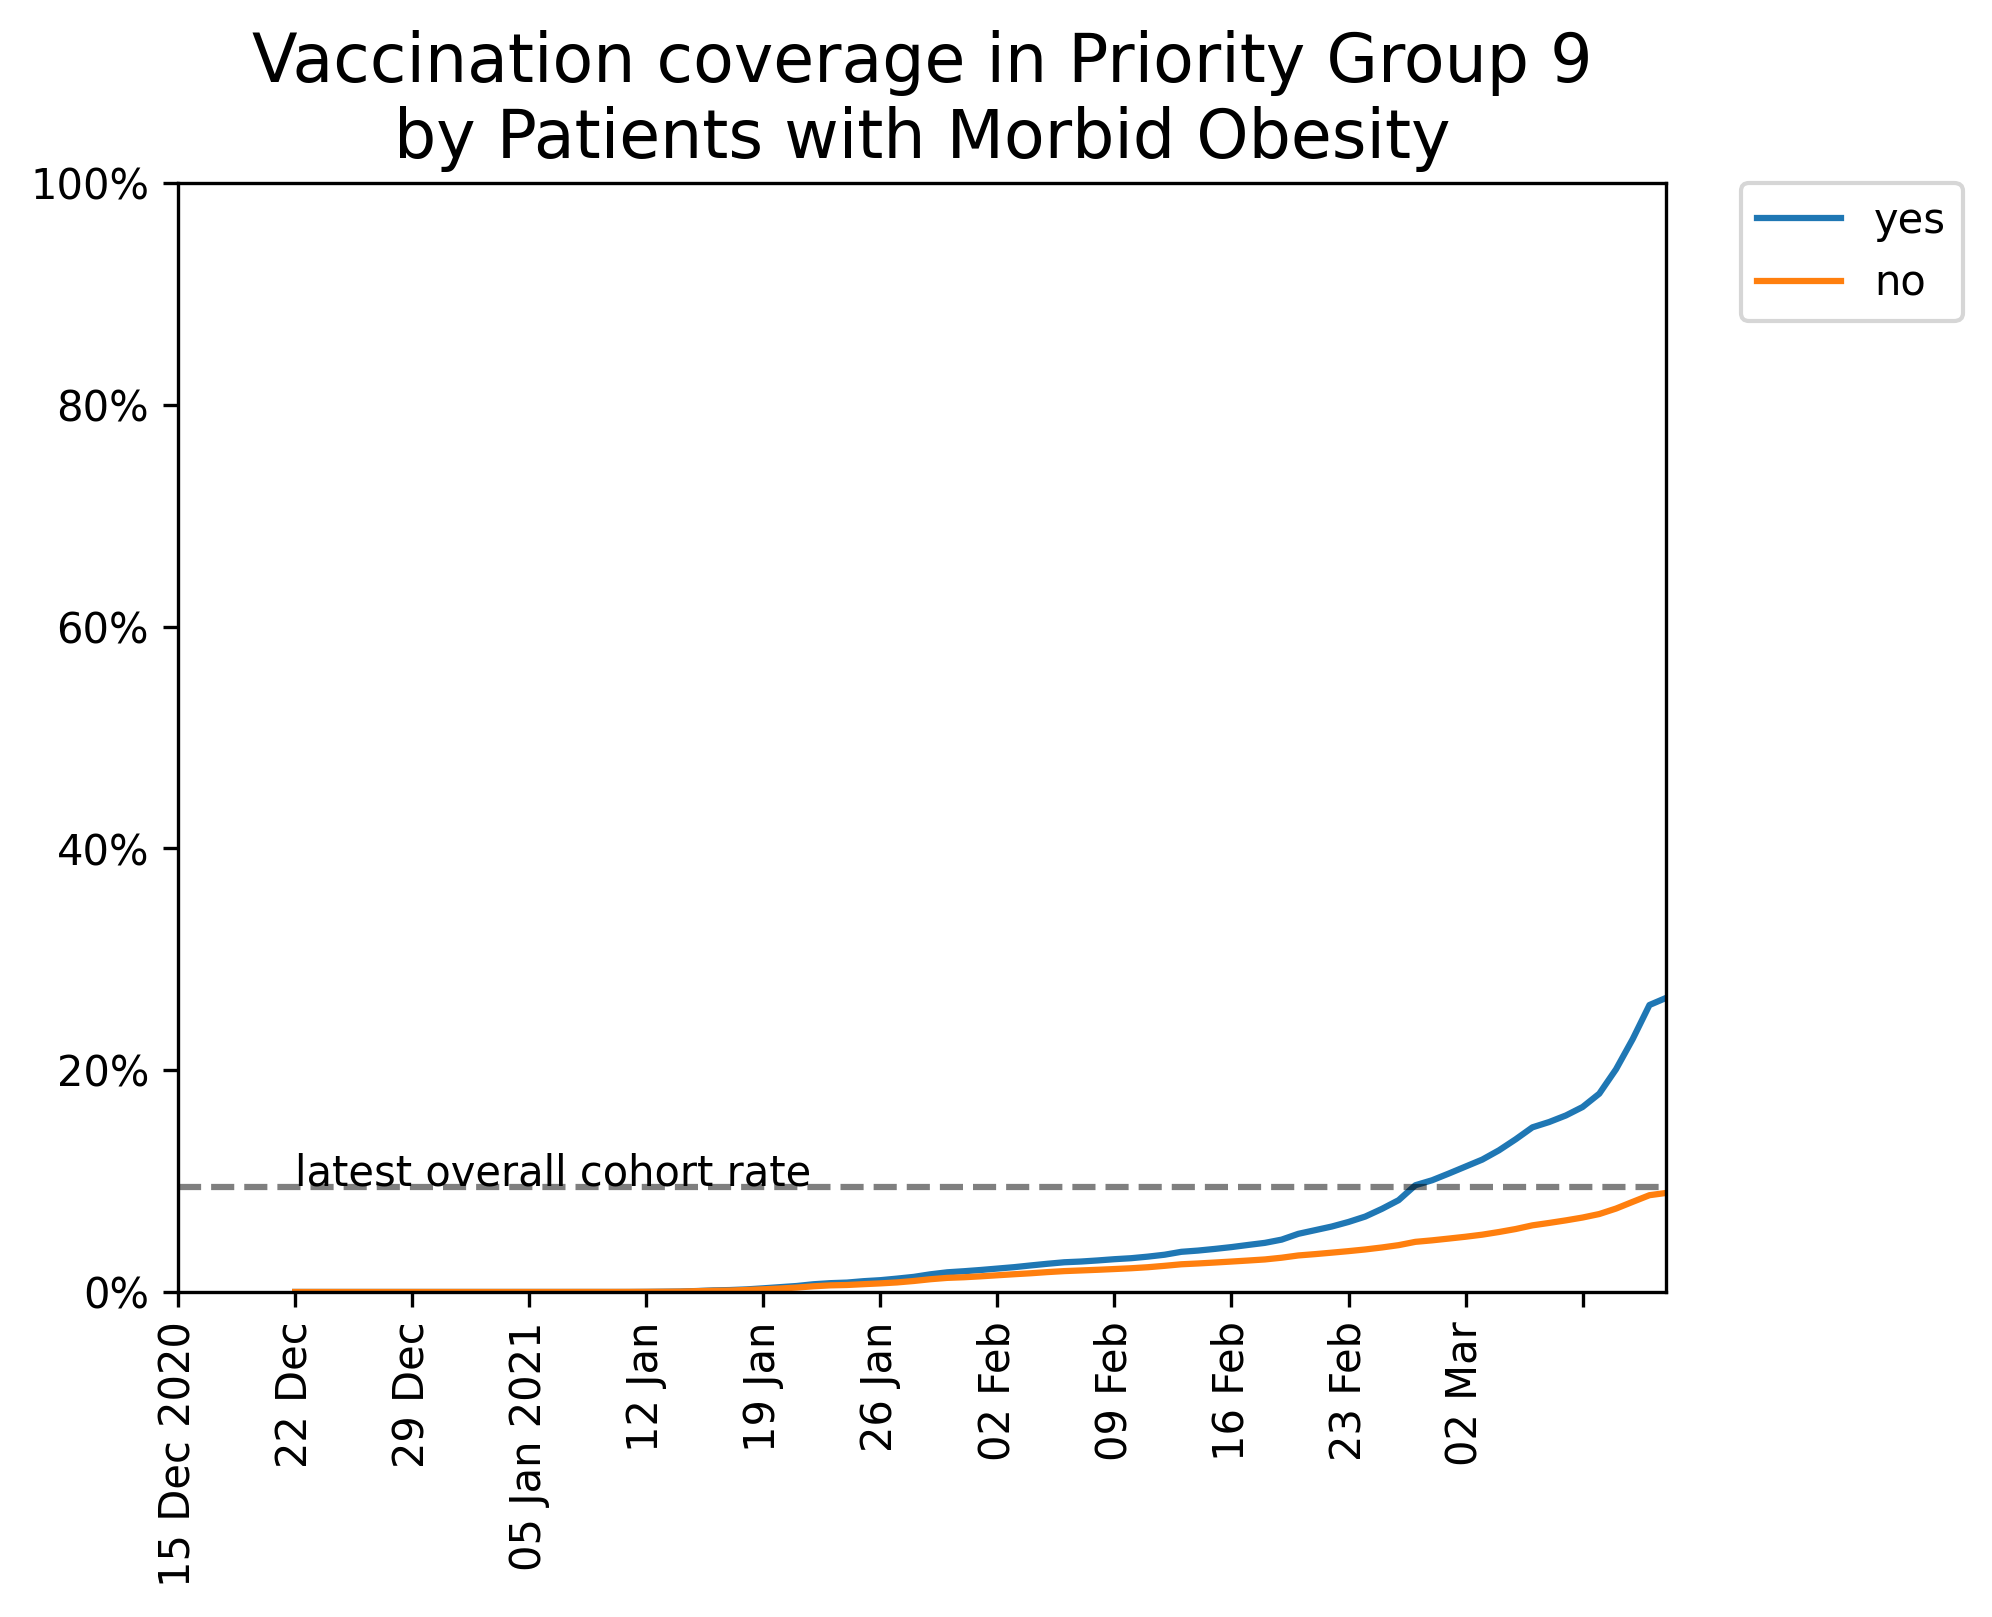 Vaccination coverage in Priority Group 9
by Patients with Morbid Obesity
100%
80%
60%
40%
20%
0%
yes
no
latest overall cohort rate
15 Dec 2020
22 Dec
29 Dec
05 Jan 2021
12 Jan
19 Jan
26 Jan
02 Feb
09 Feb
16 Feb
23 Feb
02 Mar